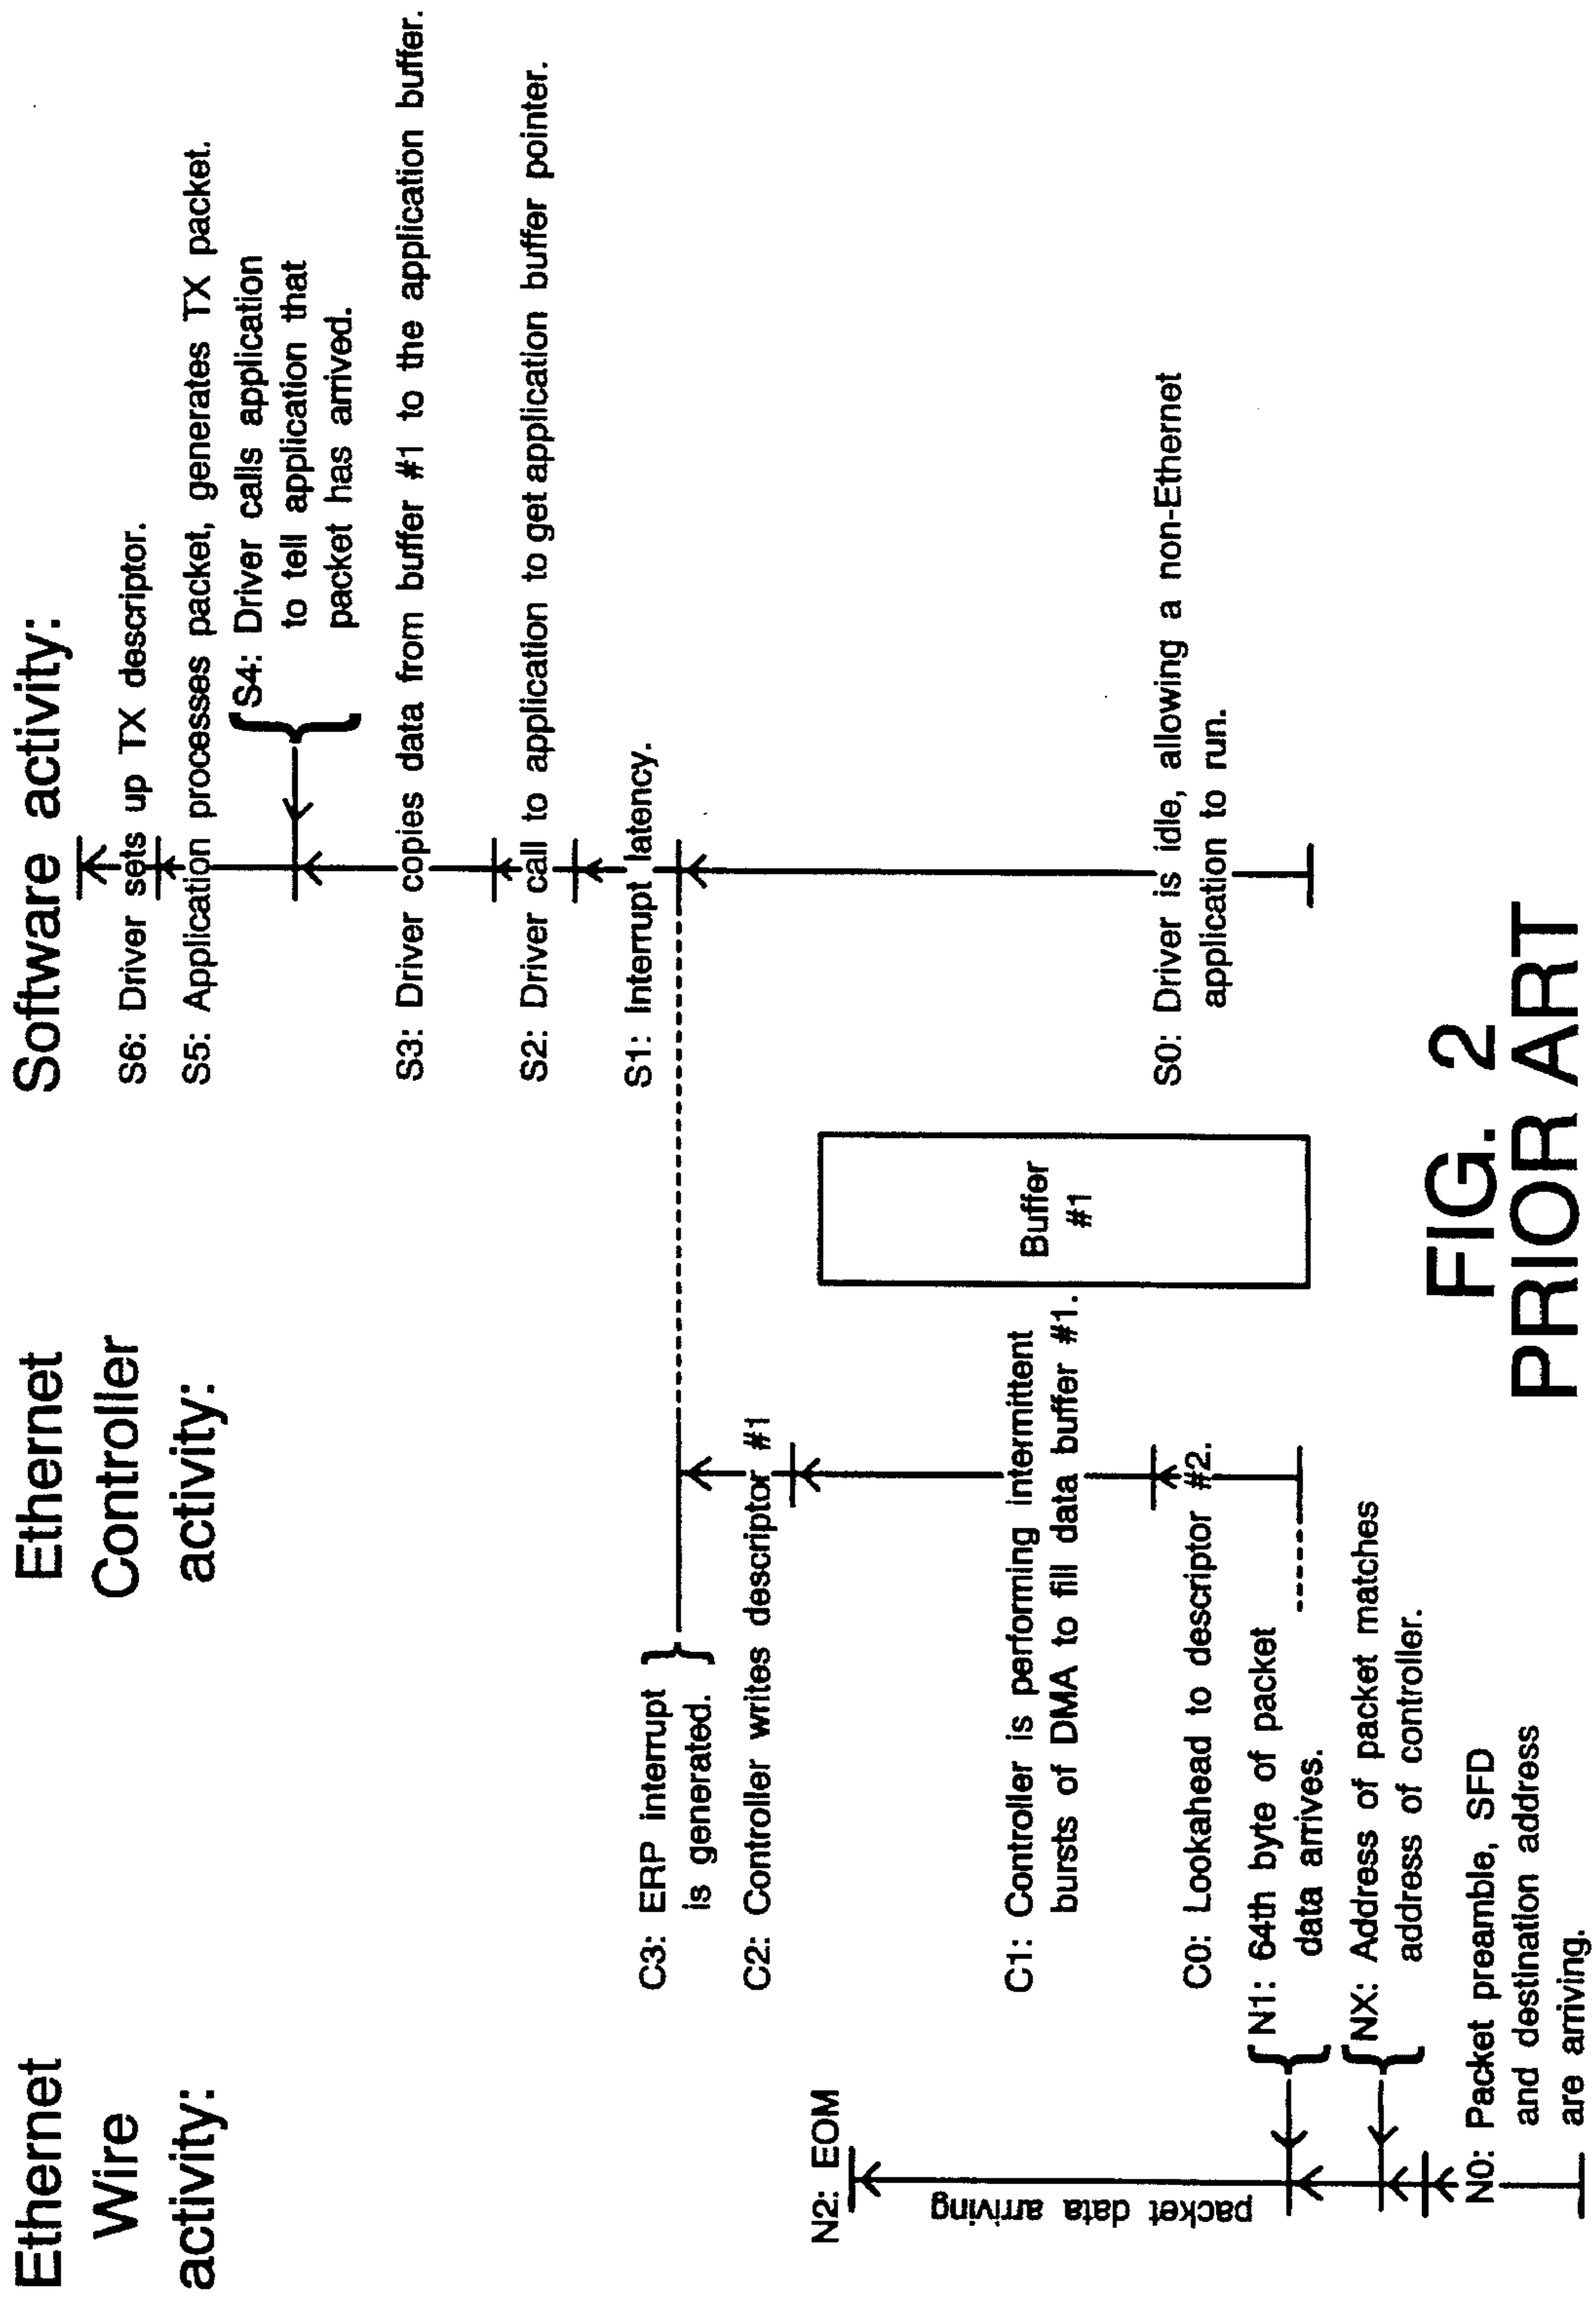 Ethernet
Wire
activity:
Ethernet
Controller
activity:
Software activity:
S6: Driver sets up TX descriptor.
S5: Application processes packet, generates TX packet.
S4: Driver calls application
to tell application that
packet has arrived.
S3: Driver copies data from buffer #1 to the application buffer.
S2: Driver call to application to get application buffer pointer.
S1: Interrupt latency.
C3: ERP interrupt
is generated.
C2: Controller writes descriptor #1
N2: EOM
packet data arriving
C1: Controller is performing intermittent
bursts of DMA to fill data buffer #1.
Buffer
#1
S0: Driver is idle, allowing a non-Ethernet
application to run.
C0: Lookahead to descriptor #2.
N1: 64th byte of packet
data arrives.
NX: Address of packet matches
address of controller.
N0: Packet preamble, SFD
and destination address
are arriving.
FIG. 2
PRIOR ART